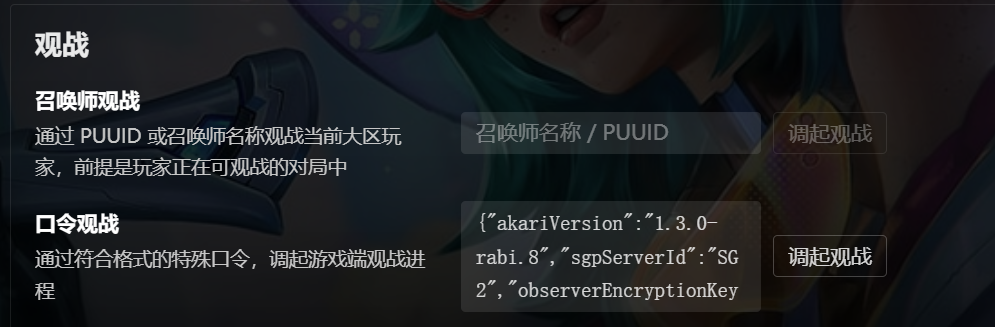 观战
召唤师观战
通过 PUUID 或召唤师名称观战当前大区玩
家，前提是玩家正在可观战的对局中
召唤师名称 / PUUID
调起观战
口令观战
通过符合格式的特殊口令，调起游戏端观战进
程
{"akariVersion":"1.3.0-
rabi.8","sgpServerId":"SG
2","observerEncryptionKey
调起观战